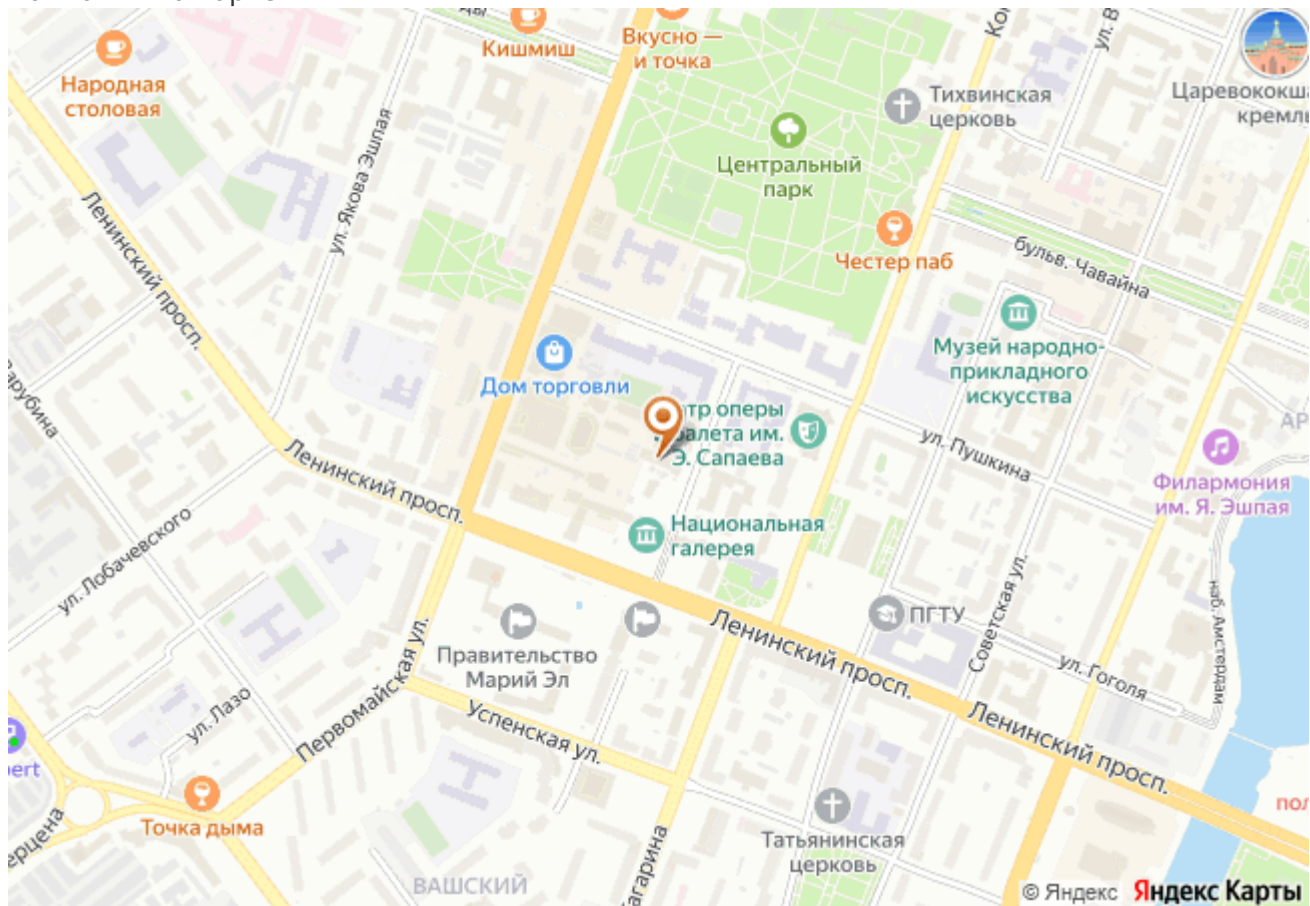 Кишмиш
Вкусно —
и точка
Народная
столовая
Тихвинская
церковь
Царевококша
кремль
Центральный
парк
ул. Якова Эшпая
Ленинский просп.
Честер паб
бульв. Чавайна
Музей народно-
прикладного
искусства
Дом торговли
тр оперы
алета им.
Э. Сапаева
ул. Пушкина
Филармония
им. Я. Эшпая
Ленинский просп.
ул. Лобачевского
Национальная
галерея
ПГТУ
Советская ул.
наб. Амстердам
Ленинский просп.
ул. Гоголя
Правительство
Марий Эл
Первомайская ул.
ул. Лазо
Успенская ул.
Ленинский просп.
Точка дыма
Татьянинская
церковь
пол
ВАШСКИЙ
© Яндекс Яндекс Карты